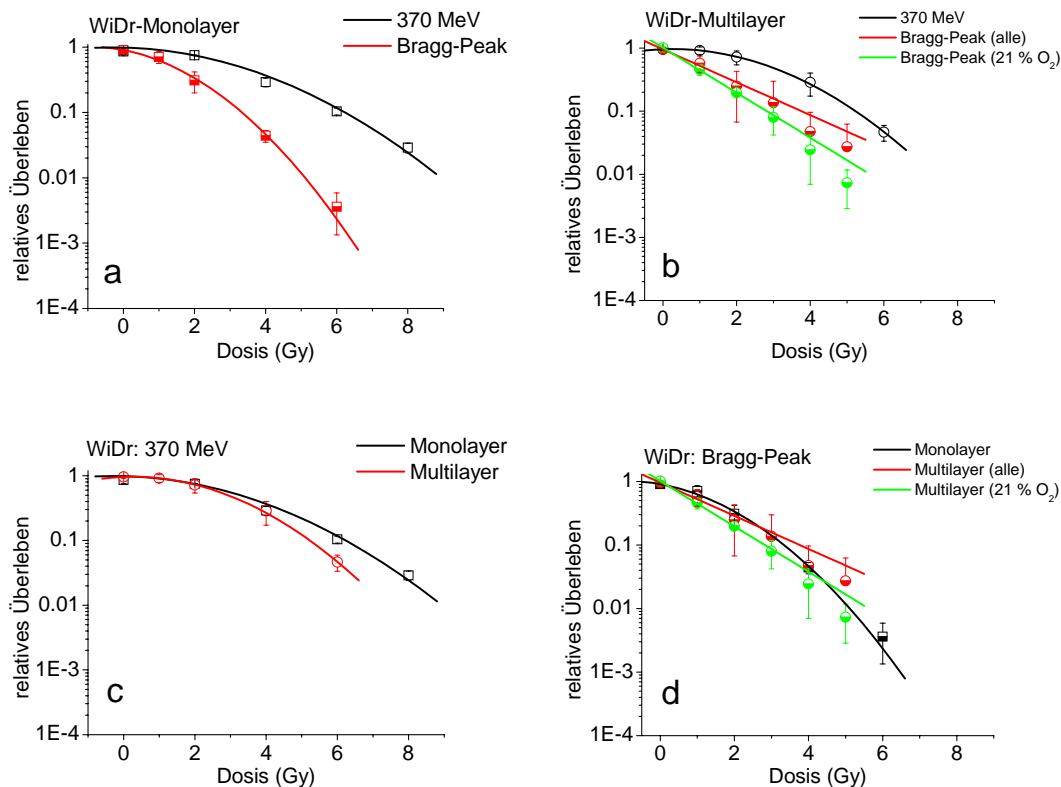 WiDr-Monolayer
370 MeV
Bragg-Peak
1
0.1
0.01
1E-3
1E-4
relatives Überleben
a
0 2 4 6 8
Dosis (Gy)
WiDr-Multilayer
370 MeV
Bragg-Peak (alle)
Bragg-Peak (21 % O₂)
1
0.1
0.01
1E-3
1E-4
relatives Überleben
b
0 2 4 6 8
Dosis (Gy)
WiDr: 370 MeV
Monolayer
Multilayer
1
0.1
0.01
1E-3
1E-4
relatives Überleben
c
0 2 4 6 8
Dosis (Gy)
WiDr: Bragg-Peak
Monolayer
Multilayer (alle)
Multilayer (21 % O₂)
1
0.1
0.01
1E-3
1E-4
relatives Überleben
d
0 2 4 6 8
Dosis (Gy)